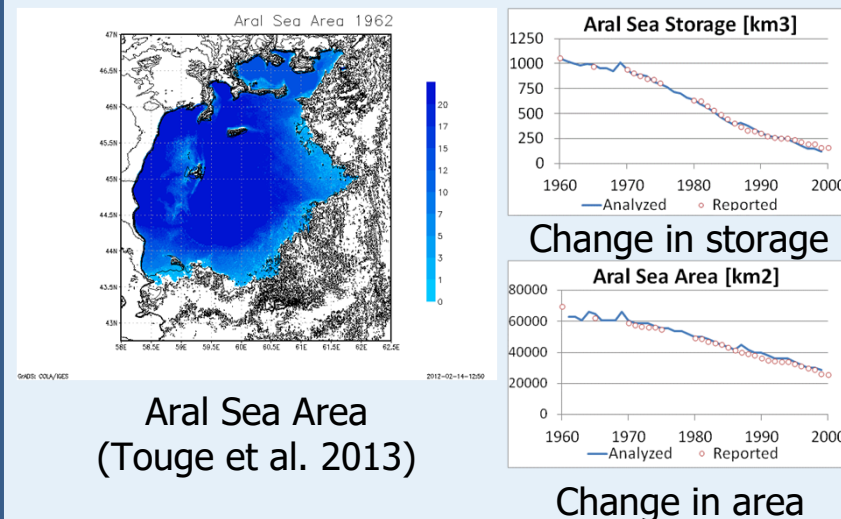 Aral Sea Area 1962
47N
46.5N
46N
45.5N
45N
44.5N
44N
43.5N
43N
58E 58.5E 59E 59.5E 60E 60.5E 61E 61.5E 62E 62.5E
20
17
15
12
10
7
5
3
1
0
GrADS: COLA/IGES
2012-02-14-12:50
Aral Sea Area
(Touge et al. 2013)
Aral Sea Storage [km3]
1250
1000
750
500
250
0
1960 1970 1980 1990 2000
Analyzed Reported
Change in storage
Aral Sea Area [km2]
80000
60000
40000
20000
0
1960 1970 1980 1990 2000
Analyzed Reported
Change in area